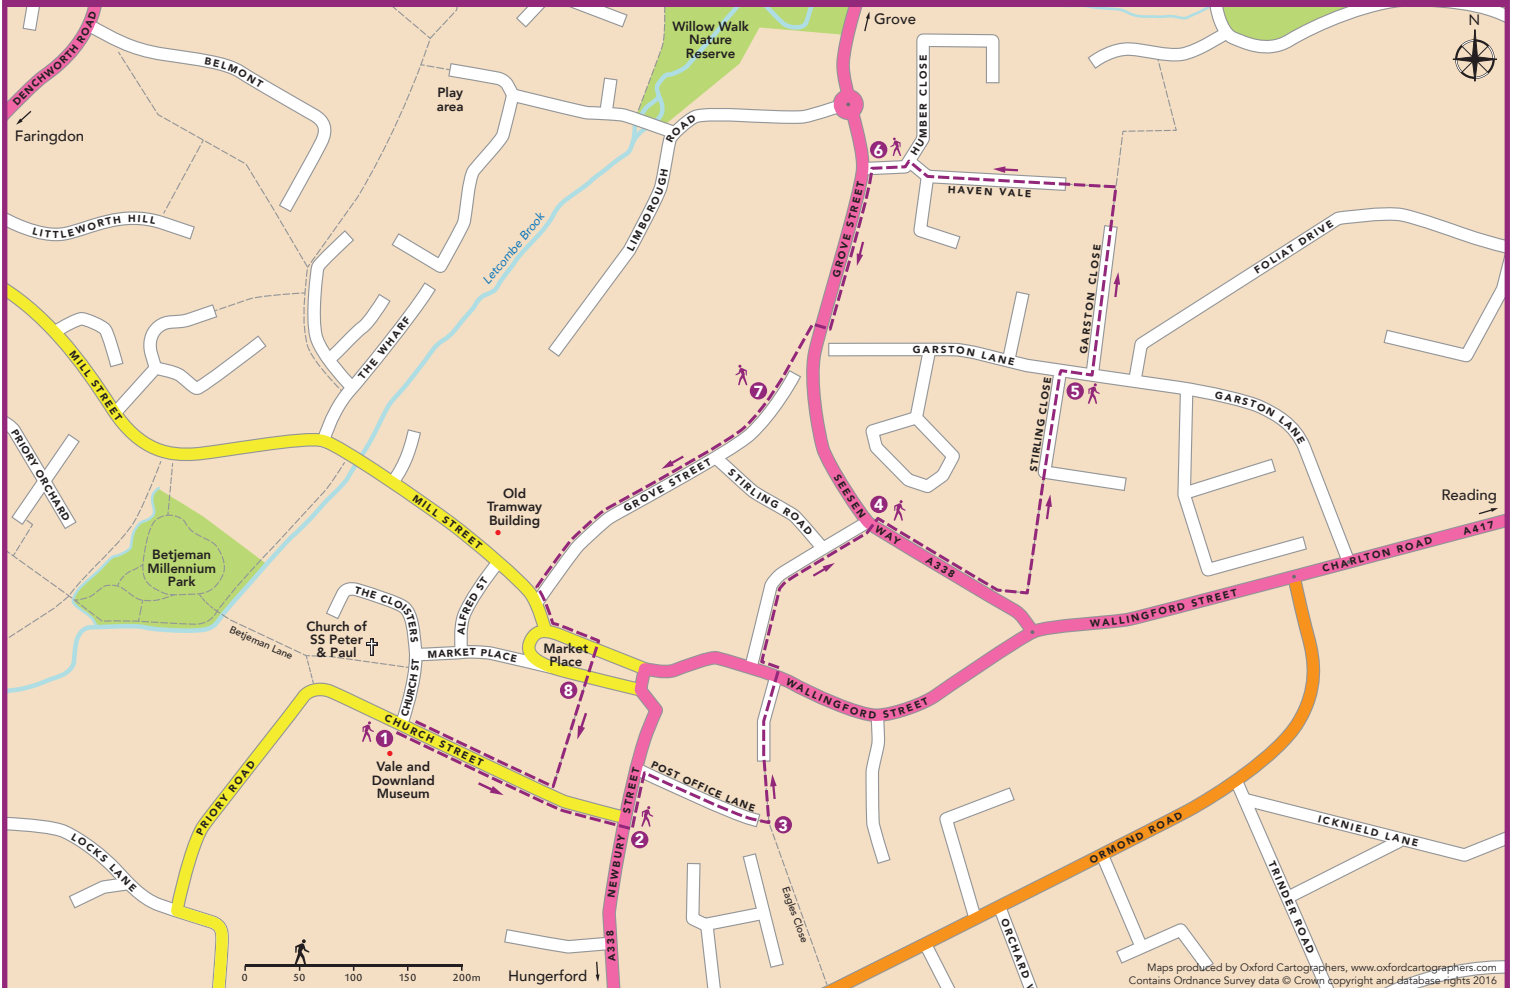 Grove
N
Willow Walk
Nature
Reserve
DENCHWORTH ROAD
BELMONT
Play
area
Faringdon
HUMBER CLOSE
ROAD
LIMBOROUGH
6
HAVEN VALE
LITTLEWORTH HILL
Letcombe Brook
GROVE STREET
FOLIAT DRIVE
GARSTON CLOSE
THE WHARF
MILL STREET
GARSTON LANE
7
5
STIRLING CLOSE
GARSTON LANE
PRIORY ORCHARD
GROVE STREET
STIRLING ROAD
SEESEN
WAY
4
A338
Old
Tramway
Building
MILL STREET
Reading
A417
CHARLTON ROAD
Betjeman
Millennium
Park
THE CLOISTERS
ALFRED ST
WALLINGFORD STREET
Church of
SS Peter
& Paul
Betjeman Lane
MARKET PLACE
Market
Place
8
CHURCH ST
WALLINGFORD STREET
CHURCH STREET
1
Vale and
Downland
Museum
PRIORY ROAD
POST OFFICE LANE
STREET
3
2
NEWBURY
LOCKS LANE
ORMOND ROAD
ICKNIELD LANE
TRINDER ROAD
Eagles Close
ORCHARD W
A338
Hungerford
0 50 100 150 200m
Maps produced by Oxford Cartographers, www.oxfordcartographers.com
Contains Ordnance Survey data © Crown copyright and database rights 2016